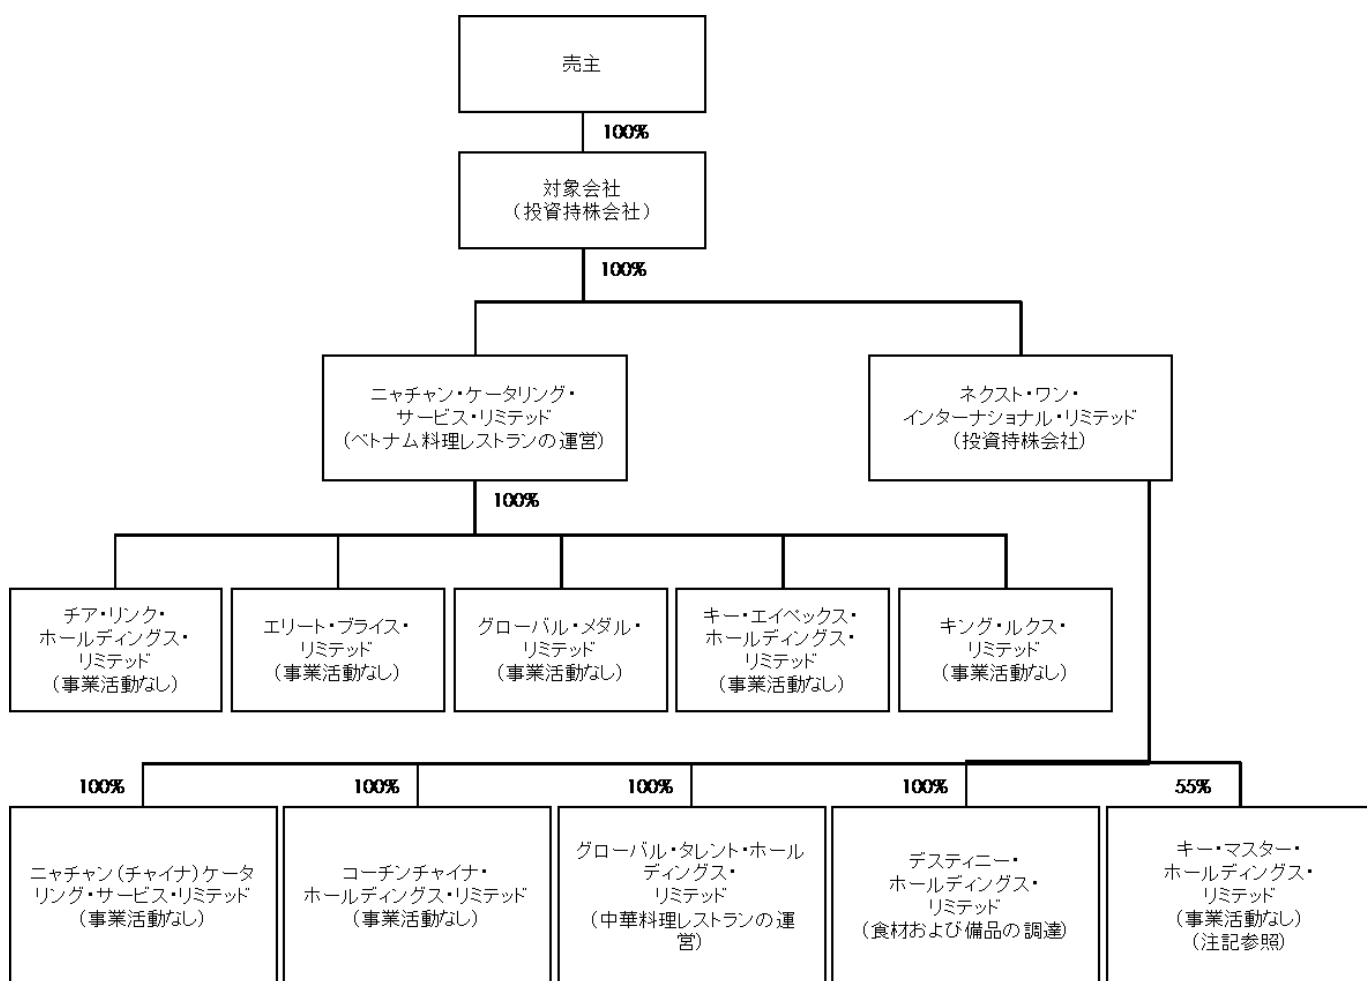 売主
100%
対象会社
(投資持株会社)
100%
ニャチャン・ケータリング・
サービス・リミテッド
(ベトナム料理レストランの運営)
ネクスト・ワン・
インターナショナル・リミテッド
(投資持株会社)
100%
チア・リンク・
ホールディングス・
リミテッド
(事業活動なし)
エリート・プライス・
リミテッド
(事業活動なし)
グローバル・メダル・
リミテッド
(事業活動なし)
キー・エイペックス・
ホールディングス・
リミテッド
(事業活動なし)
キング・ルクス・
リミテッド
(事業活動なし)
100%
100%
100%
100%
55%
ニャチャン(チャイナ)ケータ
リング・サービス・リミテッド
(事業活動なし)
コーチンチャイナ・
ホールディングス・リミテッド
(事業活動なし)
グローバル・タレント・ホール
ディングス・
リミテッド
(中華料理レストランの運
営)
デスティニー・
ホールディングス・
リミテッド
(食材および備品の調達)
キー・マスター・
ホールディングス・
リミテッド
(事業活動なし)
(注記参照)